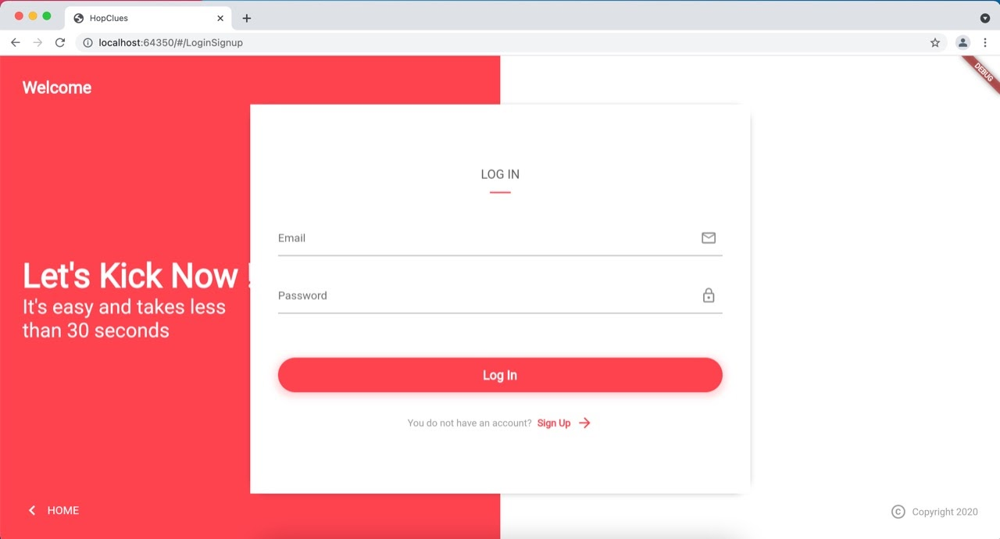 HopClues
localhost:64350/#/LoginSignup
DEBUG
Welcome
LOG IN
Email
Password
Let's Kick Now !
It's easy and takes less
than 30 seconds
Log In
You do not have an account? Sign Up
HOME
© Copyright 2020